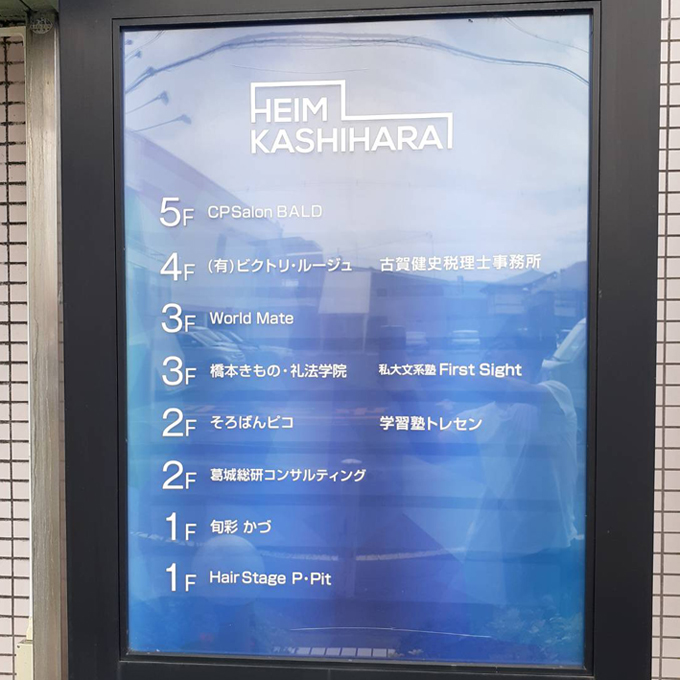 HEIM
KASHIHARA
5F CPSalon BALD
4F (有)ビクトリ・ルージュ 古賀健史税理士事務所
3F World Mate
3F 橋本きもの・礼法学院 私大文系塾 First Sight
2F そろばんピコ 学習塾トレセン
2F 葛城総研コンサルティング
1F 旬彩 かづ
1F Hair Stage P・Pit